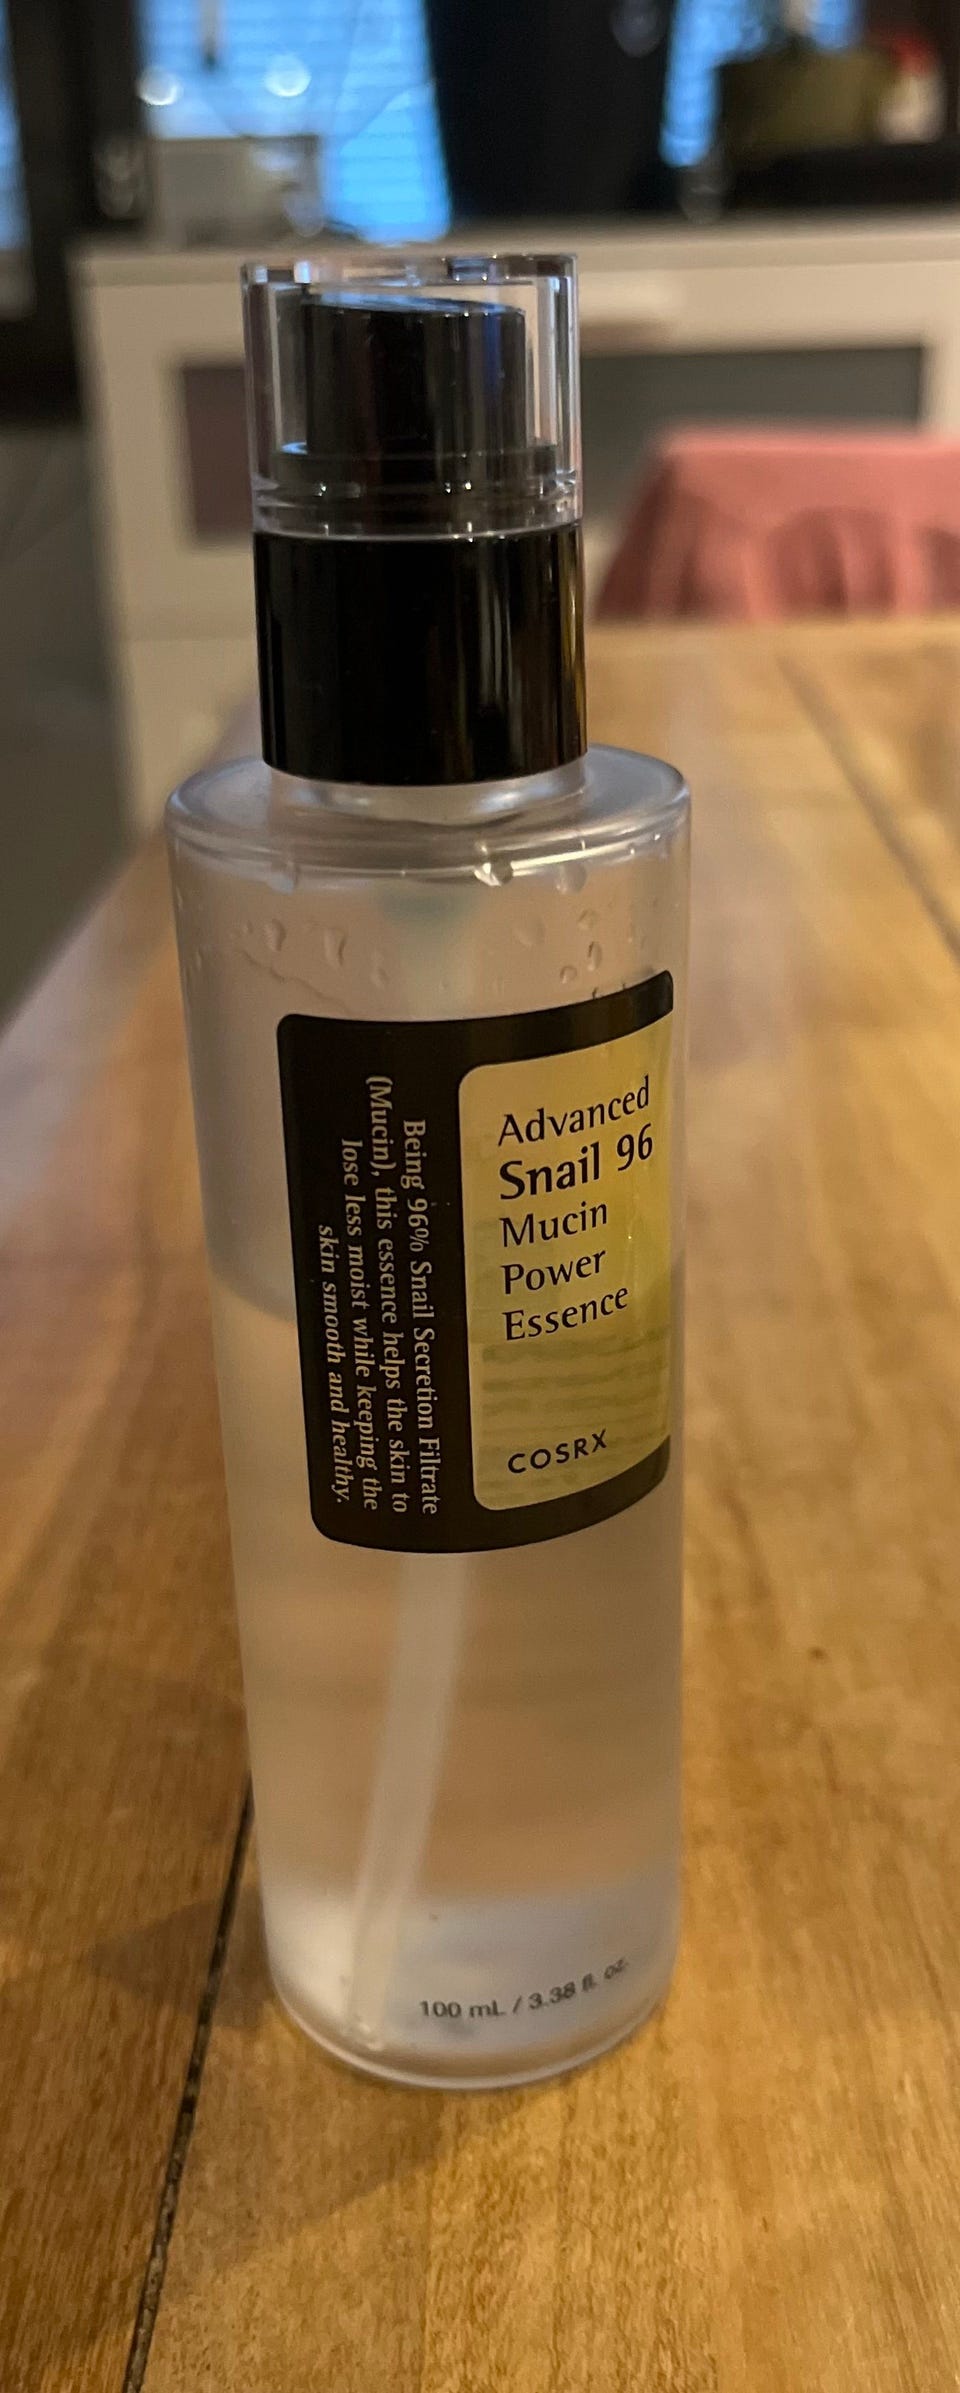 Advanced
Snail 96
Mucin
Power
Essence
COSRX
Being 96% Snail Secretion Filtrate
(Mucin), this essence helps the skin to
lose less moist while keeping the
skin smooth and healthy.
100 mL / 3.38 fl. oz.